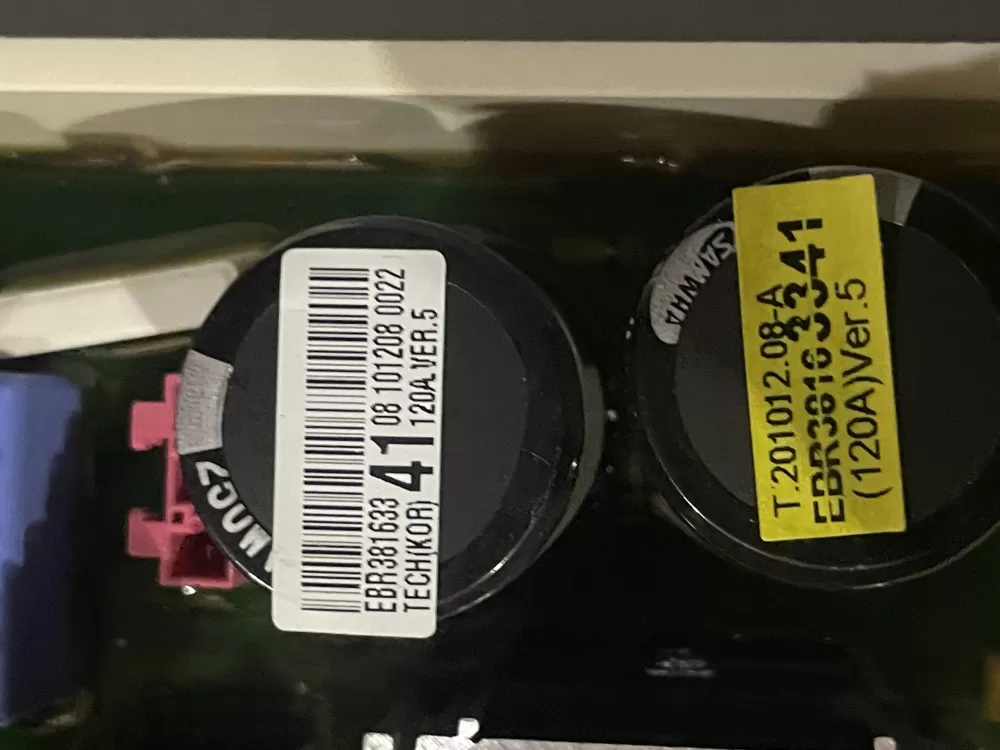 EBR381633 41 08 101208 0022
TECH(KOR) 120A.VER.5
SAMWHA
T.201012.08-A
(120A)Ver.5